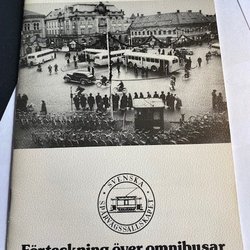 SVENSKA
SPÅRVÄGSSÄLLSKAPET
Förteckning över omnibusar